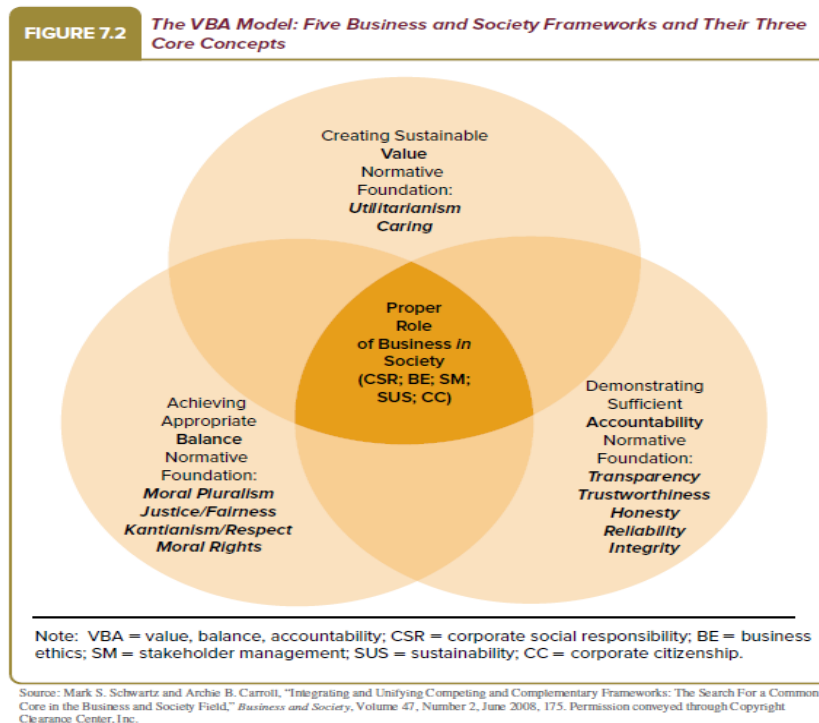 FIGURE 7.2
The VBA Model: Five Business and Society Frameworks and Their Three
Core Concepts
Creating Sustainable
Value
Normative
Foundation:
Utilitarianism
Caring
Proper
Role
of Business in
Society
(CSR; BE; SM;
SUS; CC)
Achieving
Appropriate
Balance
Normative
Foundation:
Moral Pluralism
Justice/Fairness
Kantianism/Respect
Moral Rights
Demonstrating
Sufficient
Accountability
Normative
Foundation:
Transparency
Trustworthiness
Honesty
Reliability
Integrity
Note: VBA = value, balance, accountability; CSR = corporate social responsibility; BE = business
ethics; SM = stakeholder management; SUS = sustainability; CC = corporate citizenship.
Source: Mark S. Schwartz and Archie B. Carroll, "Integrating and Unifying Competing and Complementary Frameworks: The Search For a Common
Core in the Business and Society Field," Business and Society, Volume 47, Number 2, June 2008, 175. Permission conveyed through Copyright
Clearance Center, Inc.